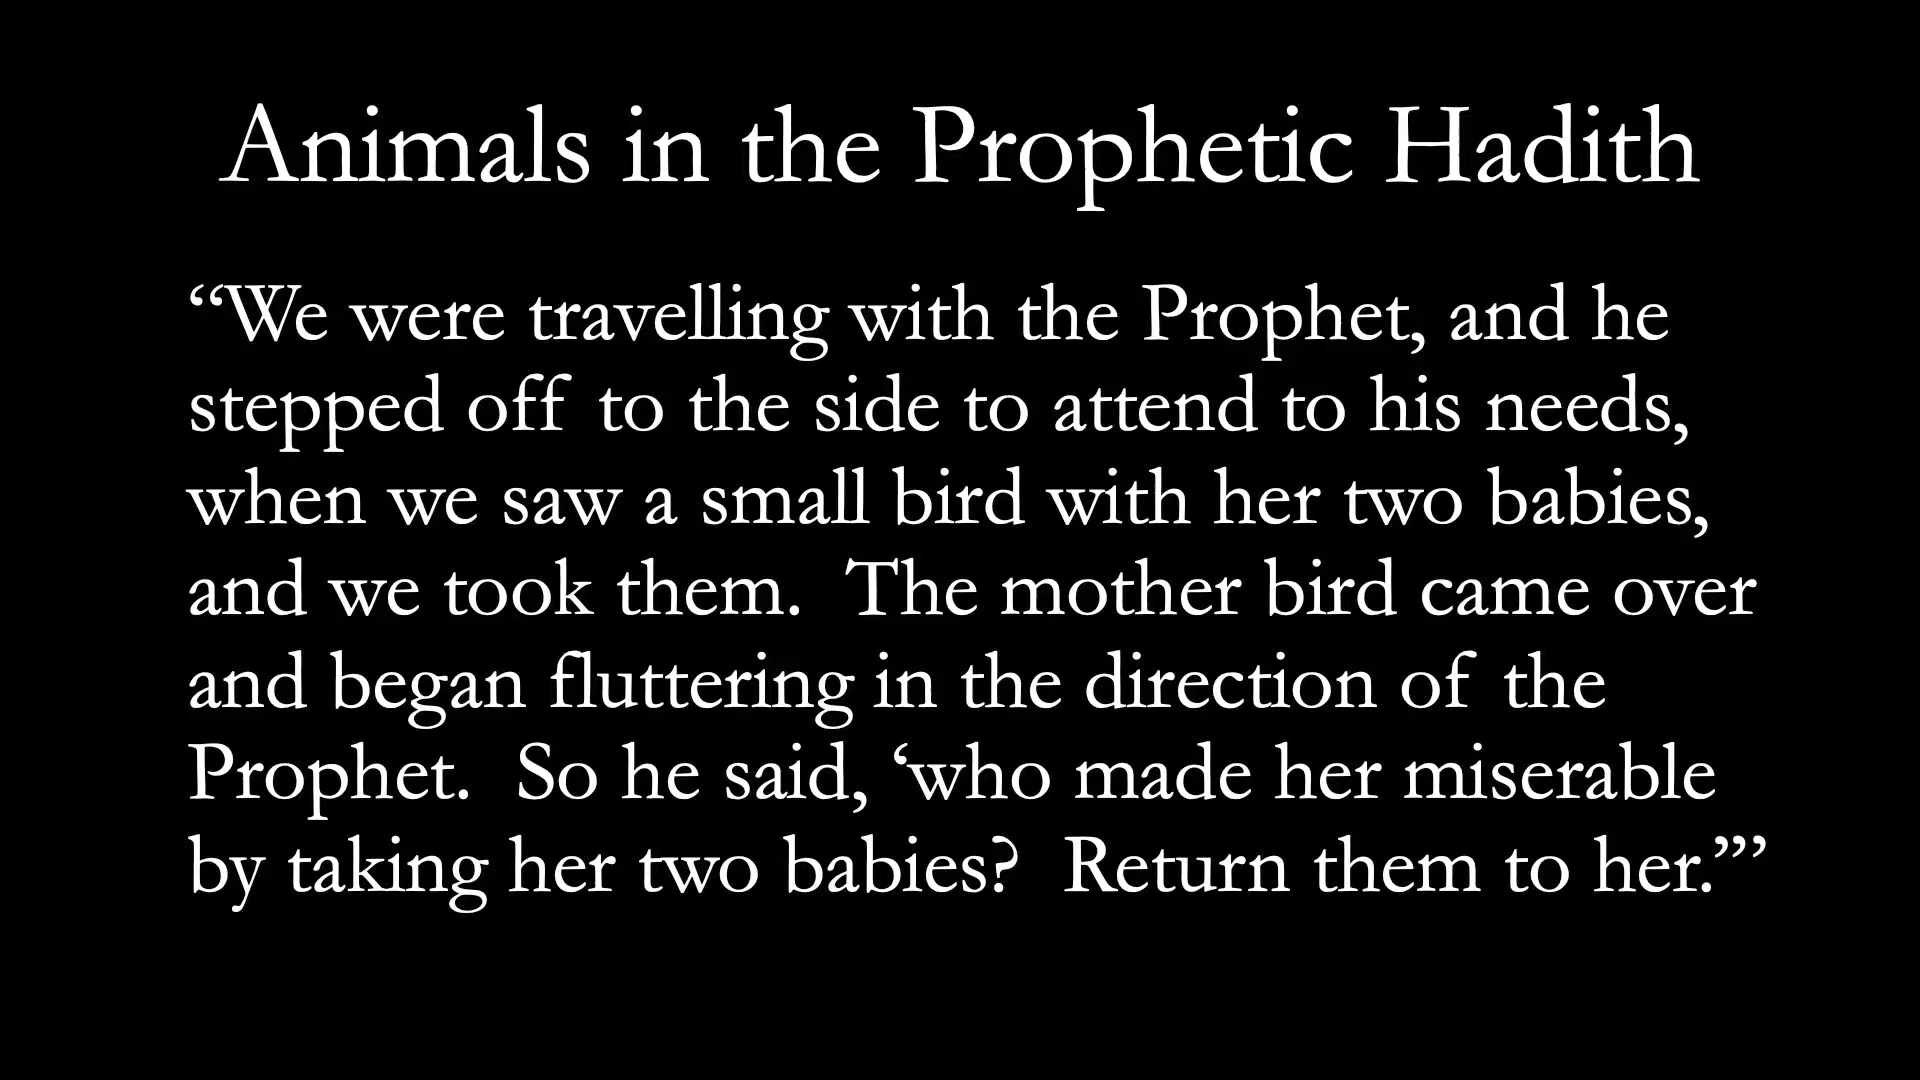 Animals in the Prophetic Hadith
“We were travelling with the Prophet, and he
stepped off to the side to attend to his needs,
when we saw a small bird with her two babies,
and we took them.  The mother bird came over
and began fluttering in the direction of the
Prophet.  So he said, ‘who made her miserable
by taking her two babies?  Return them to her.”’